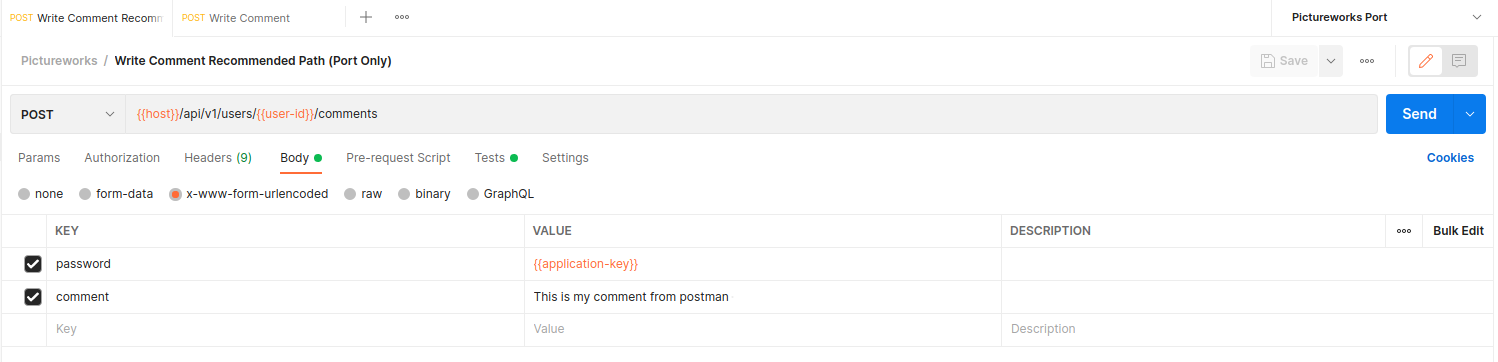 POST Write Comment Recomm POST Write Comment Pictureworks Port
Pictureworks / Write Comment Recommended Path (Port Only) Save
POST {{host}}/api/v1/users/{{user-id}}/comments Send
Params Authorization Headers (9) Body Pre-request Script Tests Settings Cookies
none form-data x-www-form-urlencoded raw binary GraphQL
KEY VALUE DESCRIPTION Bulk Edit
password {{application-key}}
comment This is my comment from postman
Key Value Description